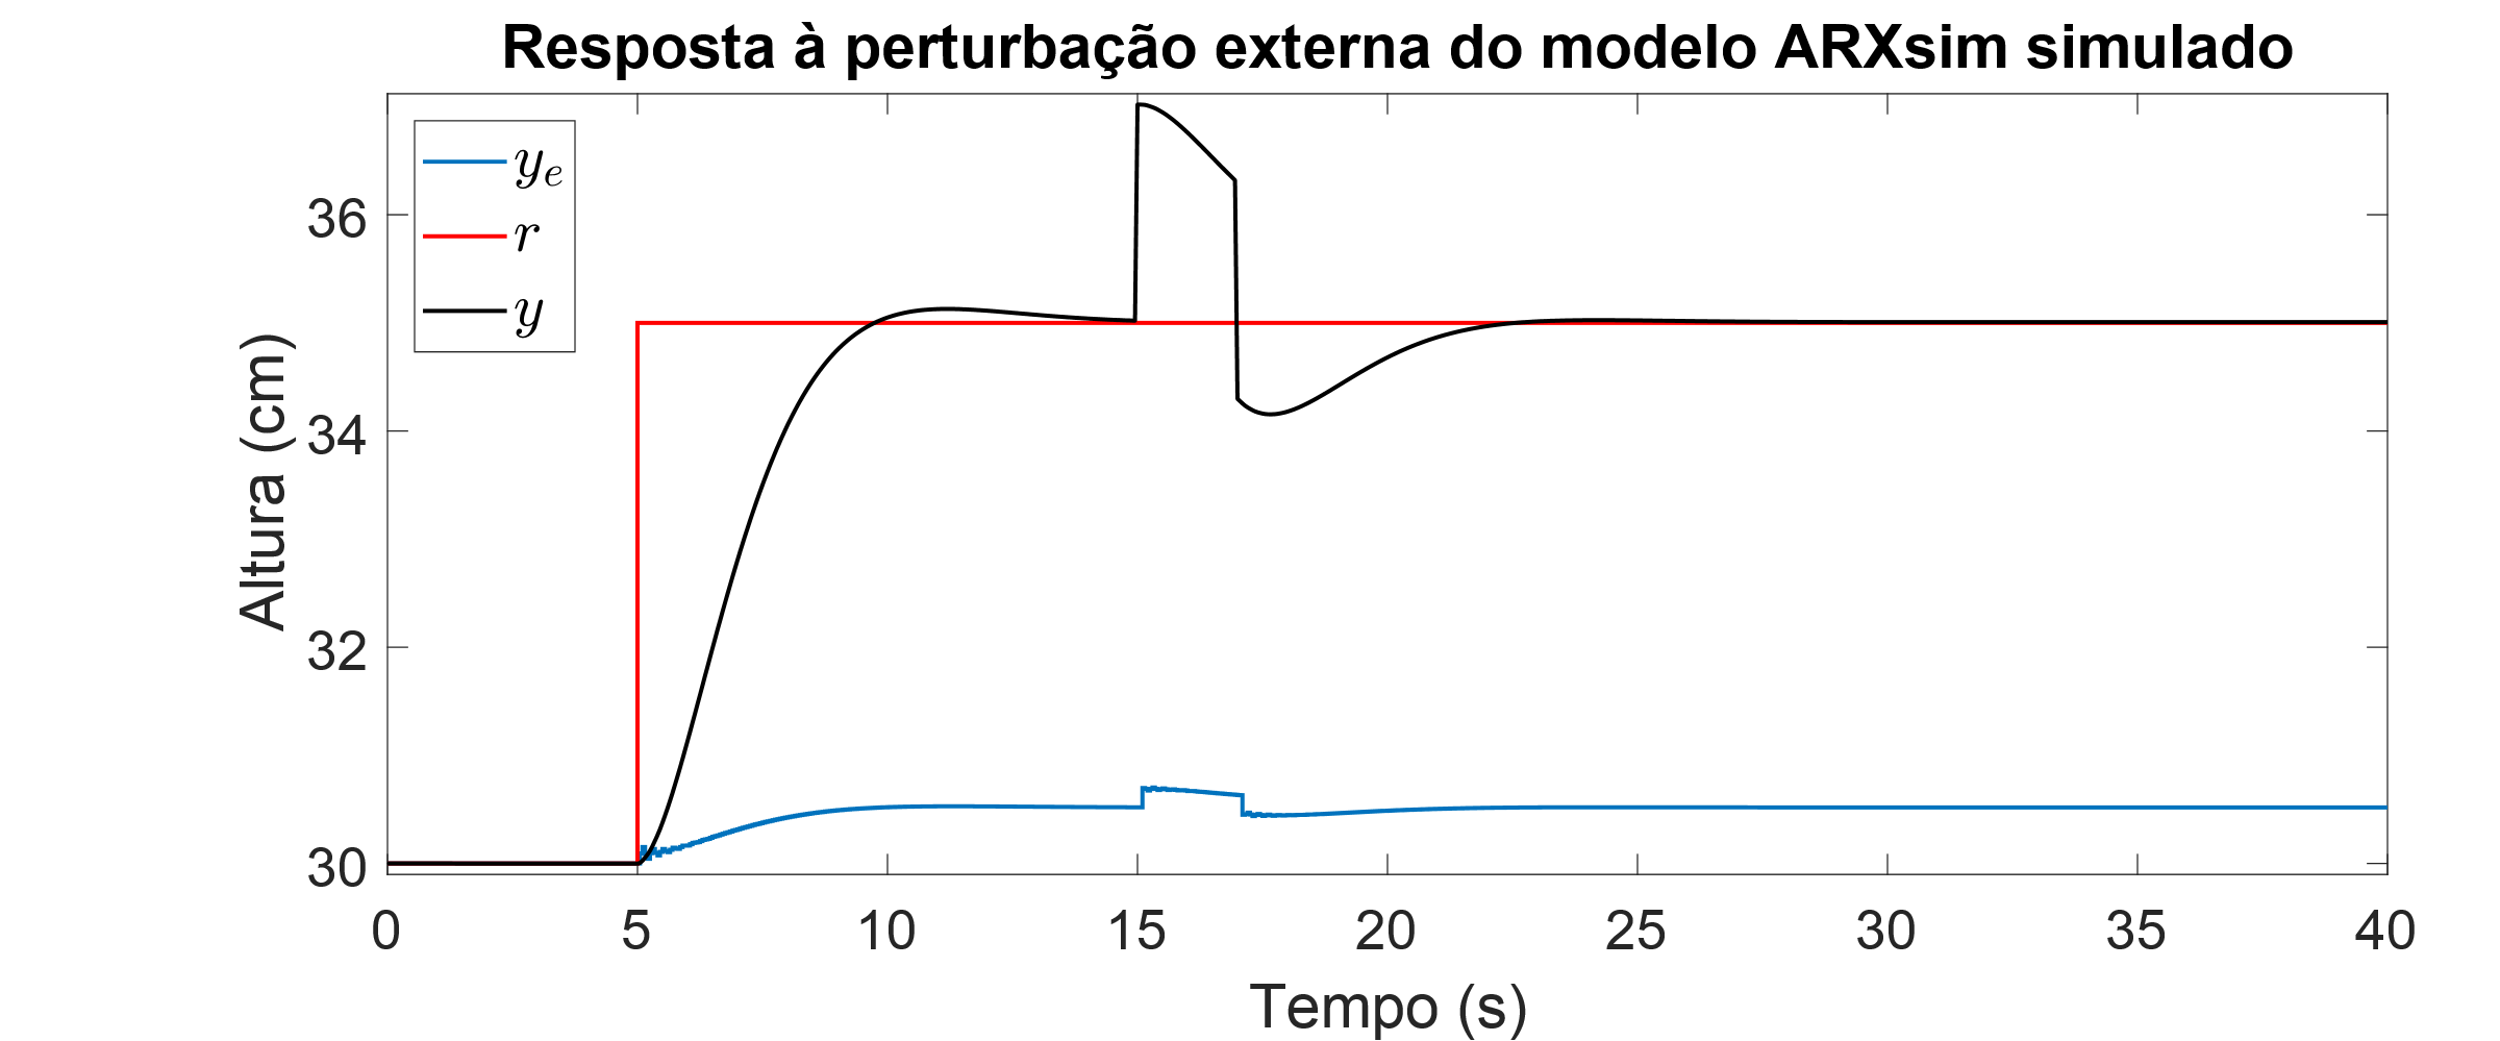 Resposta à perturbação externa do modelo ARXsim simulado
y_e
r
y
Altura (cm)
36
34
32
30
0 5 10 15 20 25 30 35 40
Tempo (s)